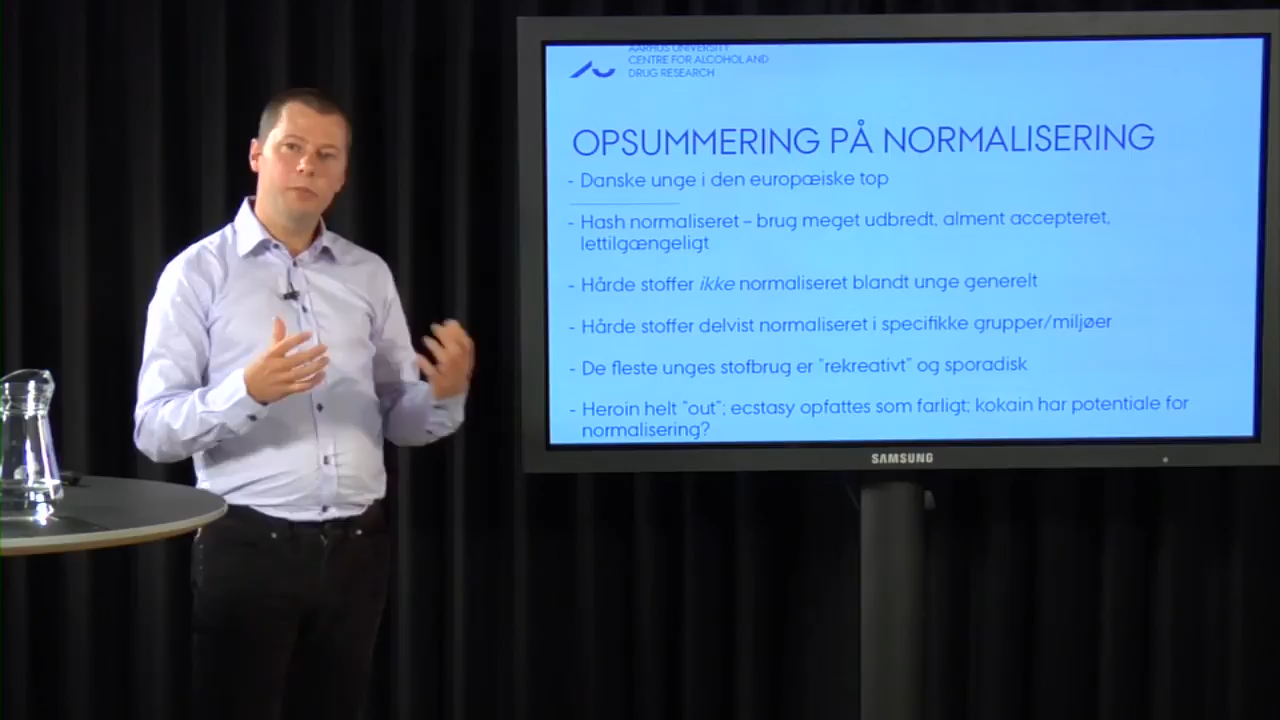 AARHUS UNIVERSITY
CENTRE FOR ALCOHOL AND
DRUG RESEARCH
OPSUMMERING PÅ NORMALISERING
- Danske unge i den europæiske top
- Hash normaliseret – brug meget udbredt, alment accepteret,
lettilgængeligt
- Hårde stoffer ikke normaliseret blandt unge generelt
- Hårde stoffer delvist normaliseret i specifikke grupper/miljøer
- De fleste unges stofbrug er "rekreativt" og sporadisk
- Heroin helt "out"; ecstasy opfattes som farligt; kokain har potentiale for
normalisering?
SAMSUNG